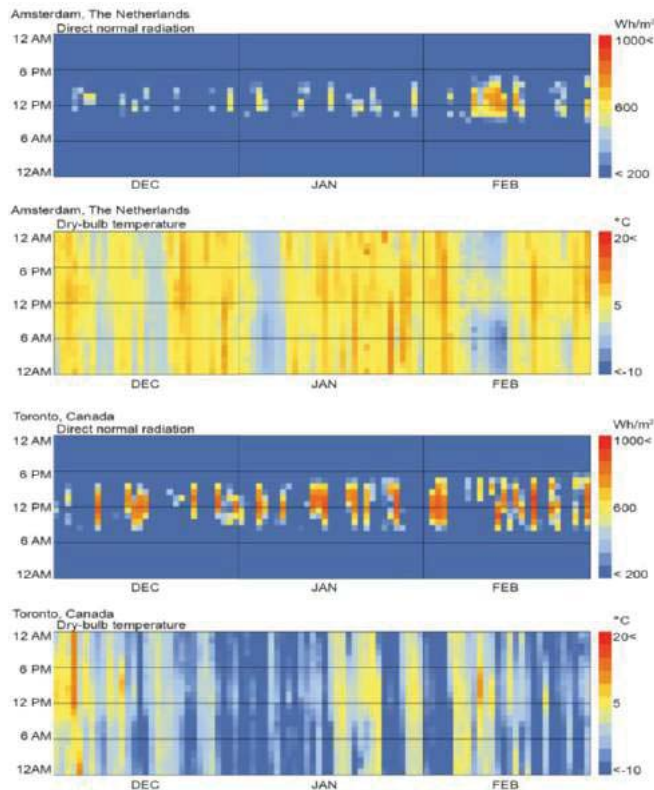 Amsterdam, The Netherlands
Direct normal radiation
Wh/m²
12 AM
6 PM
12 PM
6 AM
12AM
1000<
600
< 200
DEC JAN FEB
Amsterdam, The Netherlands
Dry-bulb temperature
°C
12 AM
6 PM
12 PM
6 AM
12AM
20<
5
<-10
DEC JAN FEB
Toronto, Canada
Direct normal radiation
Wh/m²
12 AM
6 PM
12 PM
6 AM
12AM
1000<
600
< 200
DEC JAN FEB
Toronto, Canada
Dry-bulb temperature
°C
12 AM
6 PM
12 PM
6 AM
12AM
20<
5
<-10
DEC JAN FEB